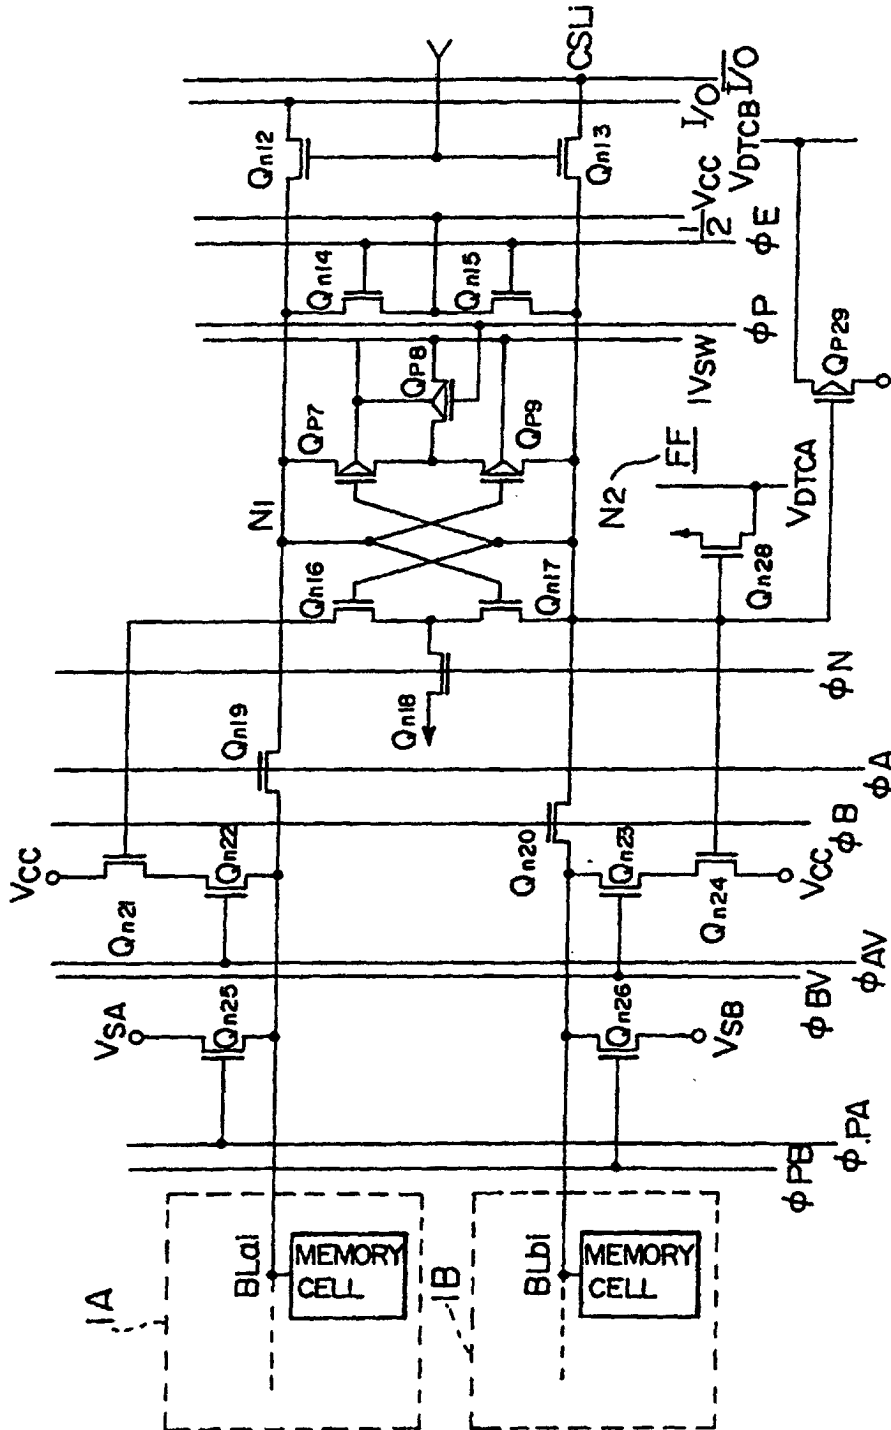 CSLi
I/O
I/O
VDTCB
Qn12
Qn13
VCC
1/2
φE
Qn14
Qn15
φP
IVSW
QP8
QP7
QP9
QP29
N1
N2
FF
VDTCA
Qn16
Qn17
Qn28
φN
Qn18
Qn19
φA
φB
Qn20
VCC
Qn21
Qn22
Qn23
Qn24
VCC
φAV
φBV
VSA
Qn25
Qn26
VSB
φPA
φPB
1A
BLai
MEMORY
CELL
1B
BLbi
MEMORY
CELL